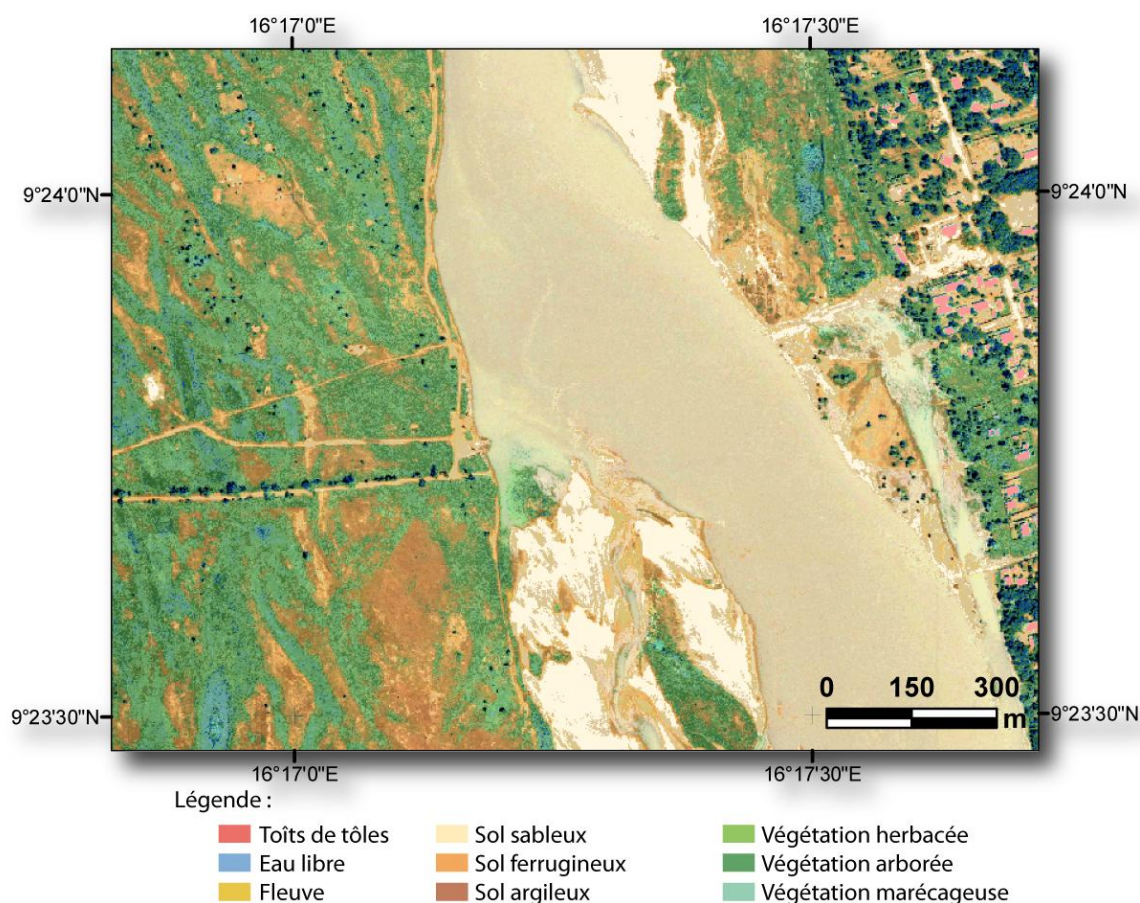 16°17'0"E 16°17'30"E
9°24'0"N 9°24'0"N
0 150 300
m
9°23'30"N 9°23'30"N
16°17'0"E 16°17'30"E
Légende :
Toîts de tôles Sol sableux Végétation herbacée
Eau libre Sol ferrugineux Végétation arborée
Fleuve Sol argileux Végétation marécageuse